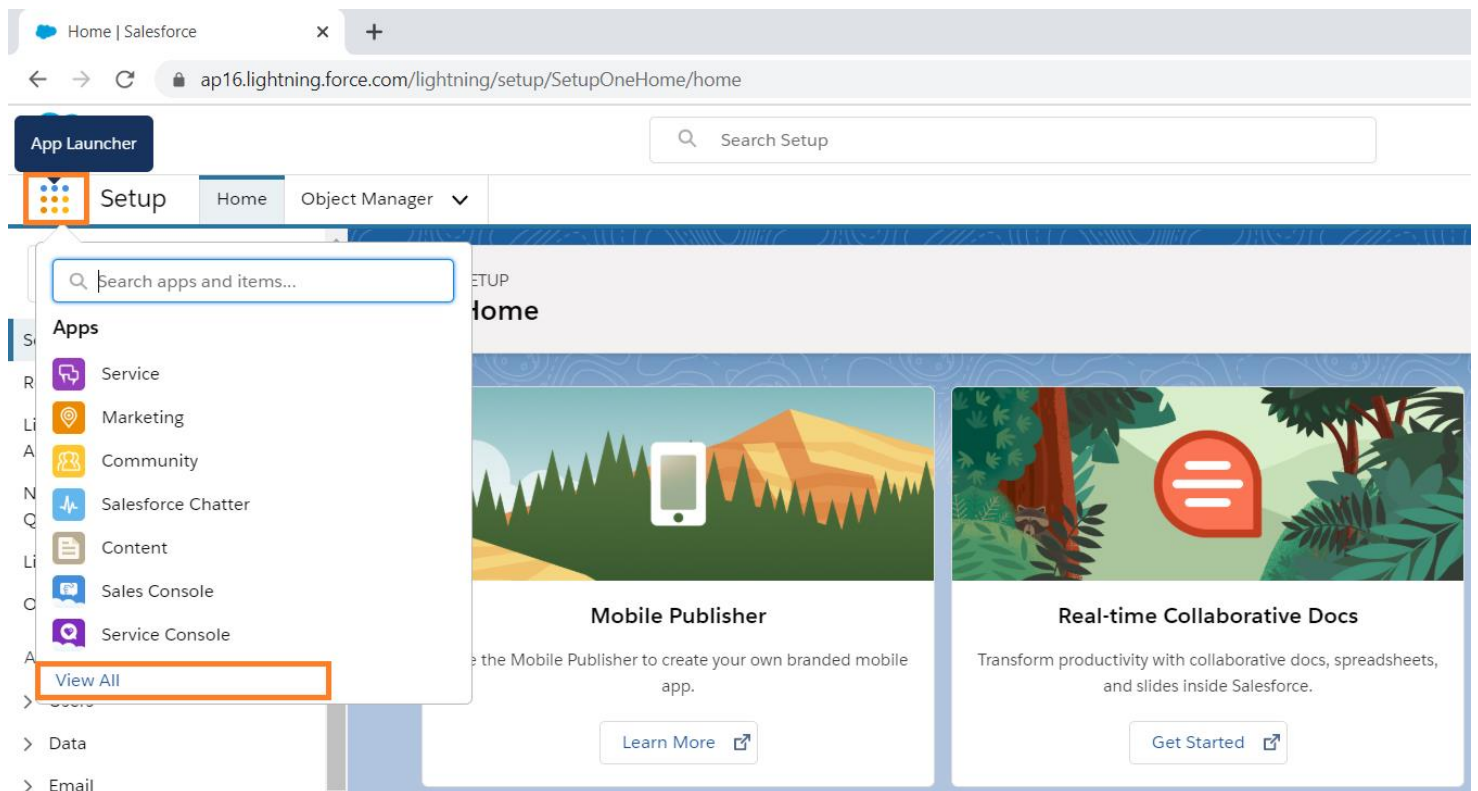 Home | Salesforce
ap16.lightning.force.com/lightning/setup/SetupOneHome/home
App Launcher
Search Setup
Setup
Home
Object Manager
Search apps and items...
ETUP
Home
Apps
Service
Marketing
Community
Salesforce Chatter
Content
Sales Console
Service Console
View All
Data
Email
Mobile Publisher
e the Mobile Publisher to create your own branded mobile
app.
Learn More
Real-time Collaborative Docs
Transform productivity with collaborative docs, spreadsheets,
and slides inside Salesforce.
Get Started